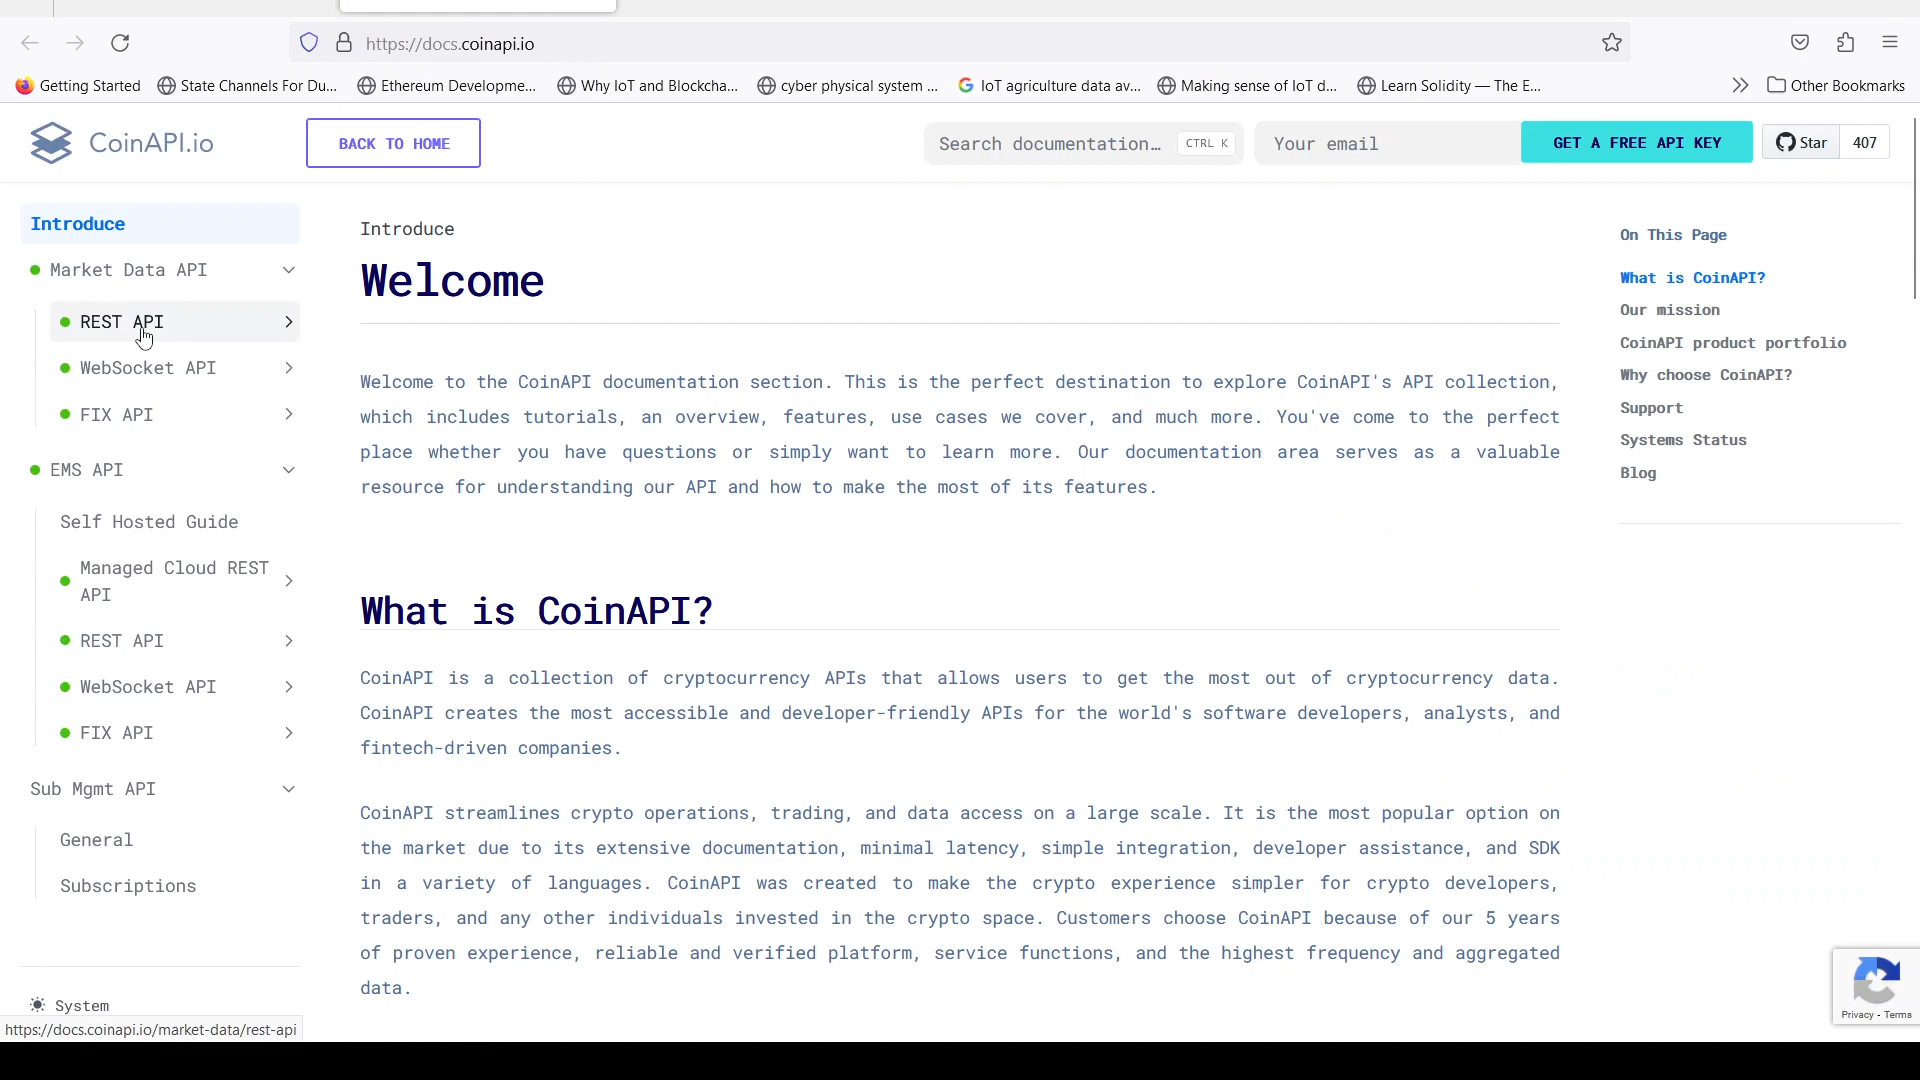 https://docs.coinapi.io
Getting Started
State Channels For Du...
Ethereum Developme...
Why IoT and Blockcha...
cyber physical system ...
IoT agriculture data av...
Making sense of IoT d...
Learn Solidity — The E...
Other Bookmarks
CoinAPI.io
BACK TO HOME
Search documentation…
CTRL K
Your email
GET A FREE API KEY
Star
407
Introduce
Market Data API
REST API
WebSocket API
FIX API
EMS API
Self Hosted Guide
Managed Cloud REST
API
REST API
WebSocket API
FIX API
Sub Mgmt API
General
Subscriptions
System
https://docs.coinapi.io/market-data/rest-api
Introduce
Welcome
Welcome to the CoinAPI documentation section. This is the perfect destination to explore CoinAPI's API collection,
which includes tutorials, an overview, features, use cases we cover, and much more. You've come to the perfect
place whether you have questions or simply want to learn more. Our documentation area serves as a valuable
resource for understanding our API and how to make the most of its features.
What is CoinAPI?
CoinAPI is a collection of cryptocurrency APIs that allows users to get the most out of cryptocurrency data.
CoinAPI creates the most accessible and developer-friendly APIs for the world's software developers, analysts, and
fintech-driven companies.
CoinAPI streamlines crypto operations, trading, and data access on a large scale. It is the most popular option on
the market due to its extensive documentation, minimal latency, simple integration, developer assistance, and SDK
in a variety of languages. CoinAPI was created to make the crypto experience simpler for crypto developers,
traders, and any other individuals invested in the crypto space. Customers choose CoinAPI because of our 5 years
of proven experience, reliable and verified platform, service functions, and the highest frequency and aggregated
data.
On This Page
What is CoinAPI?
Our mission
CoinAPI product portfolio
Why choose CoinAPI?
Support
Systems Status
Blog
Privacy - Terms